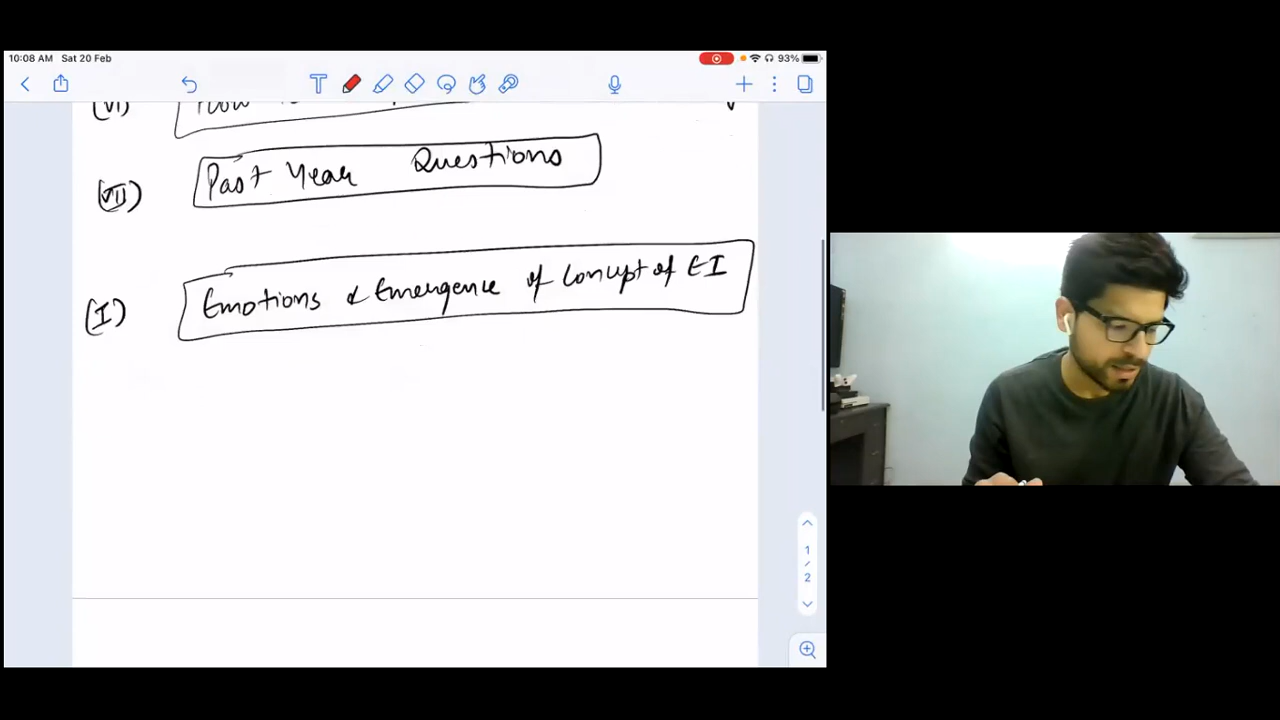 10:08 AM Sat 20 Feb 93%
(VI)
(VII) Past Year Questions
(I) Emotions & Emergence of Concept of EI
1
/
2